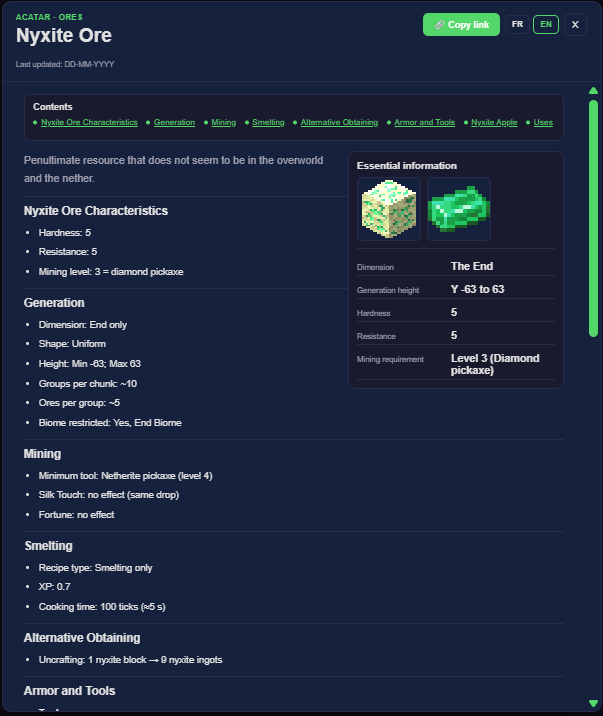 ACATAR · ORES
Nyxite Ore
Last updated: DD-MM-YYYY
Copy link
FR
EN
X
Contents
Nyxite Ore Characteristics
Generation
Mining
Smelting
Alternative Obtaining
Armor and Tools
Nyxite Apple
Uses
Penultimate resource that does not seem to be in the overworld
and the nether.
Essential information
Dimension The End
Generation height Y -63 to 63
Hardness 5
Resistance 5
Mining requirement Level 3 (Diamond
pickaxe)
Nyxite Ore Characteristics
• Hardness: 5
• Resistance: 5
• Mining level: 3 = diamond pickaxe
Generation
• Dimension: End only
• Shape: Uniform
• Height: Min -63; Max 63
• Groups per chunk: ~10
• Ores per group: ~5
• Biome restricted: Yes, End Biome
Mining
• Minimum tool: Netherite pickaxe (level 4)
• Silk Touch: no effect (same drop)
• Fortune: no effect
Smelting
• Recipe type: Smelting only
• XP: 0.7
• Cooking time: 100 ticks (≈5 s)
Alternative Obtaining
• Uncrafting: 1 nyxite block → 9 nyxite ingots
Armor and Tools